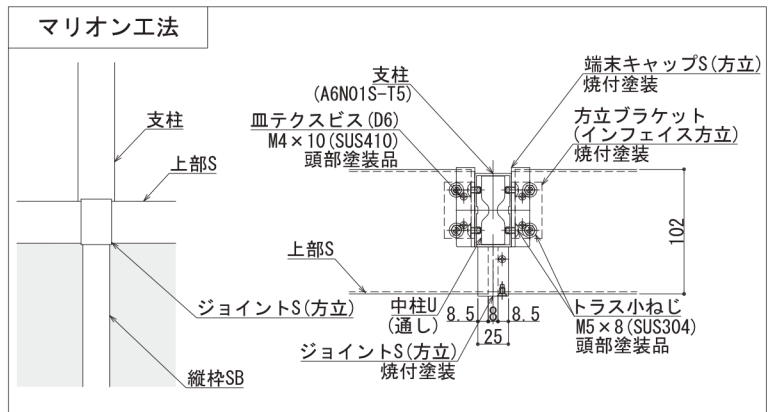 マリオン工法
支柱
上部S
ジョイントS(方立)
縦枠SB
支柱
(A6N01S-T5)
皿テクスビス(D6)
M4×10(SUS410)
頭部塗装品
端末キャップS(方立)
焼付塗装
方立ブラケット
(インフェイス方立)
焼付塗装
102
上部S
中柱U
(通し)
8.5
8
8.5
25
ジョイントS(方立)
焼付塗装
トラス小ねじ
M5×8(SUS304)
頭部塗装品